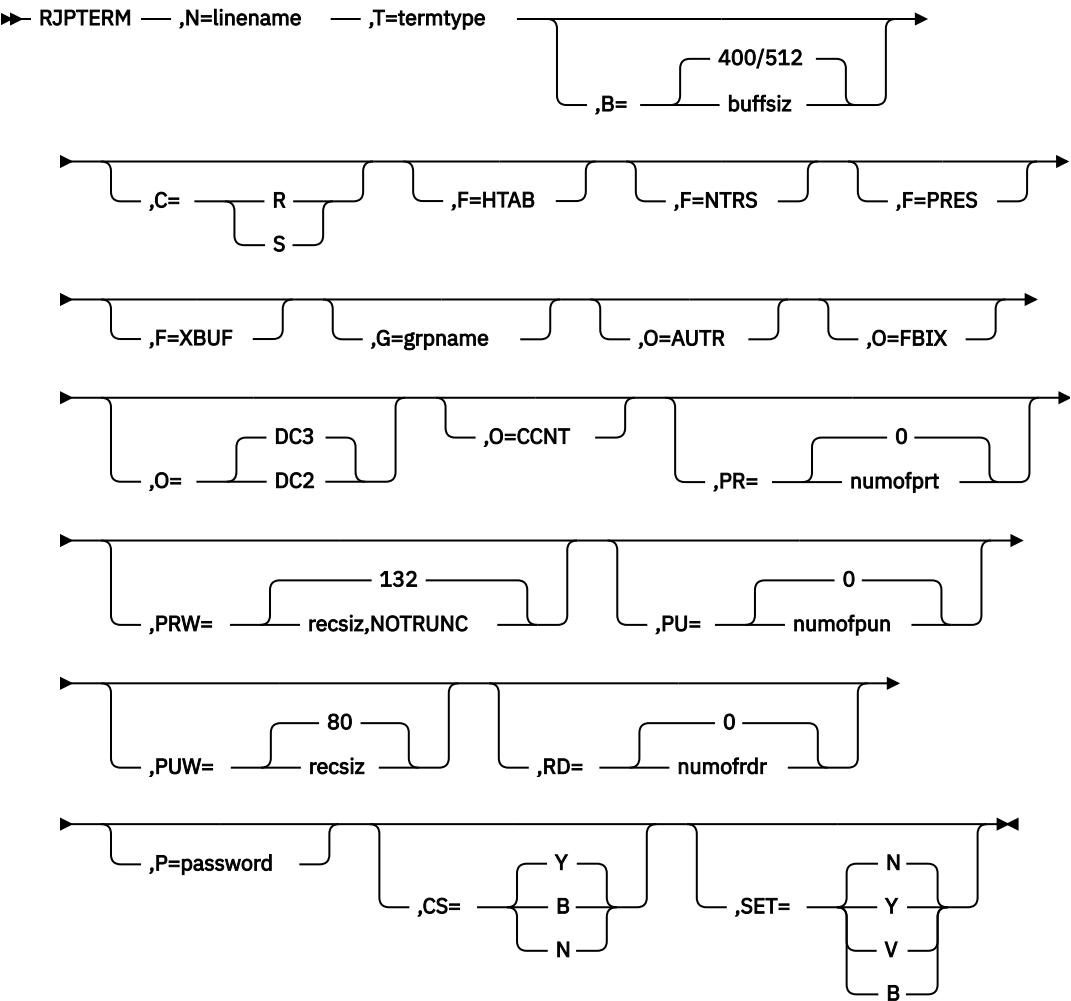 RJPTERM ,N=linename ,T=termtype
400/512
,B= buffsiz
,C= R ,F=HTAB ,F=NTRS ,F=PRES
S
,F=XBUF ,G=grpname ,O=AUTR ,O=FBIX
DC3 ,O=CCNT 0
,O= DC2 ,PR= numofprt
132 0
,PRW= recsiz,NOTRUNC ,PU= numofpun
80 0
,PUW= recsiz ,RD= numofrdr
,P=password Y N
,CS= B ,SET= Y
N V
B